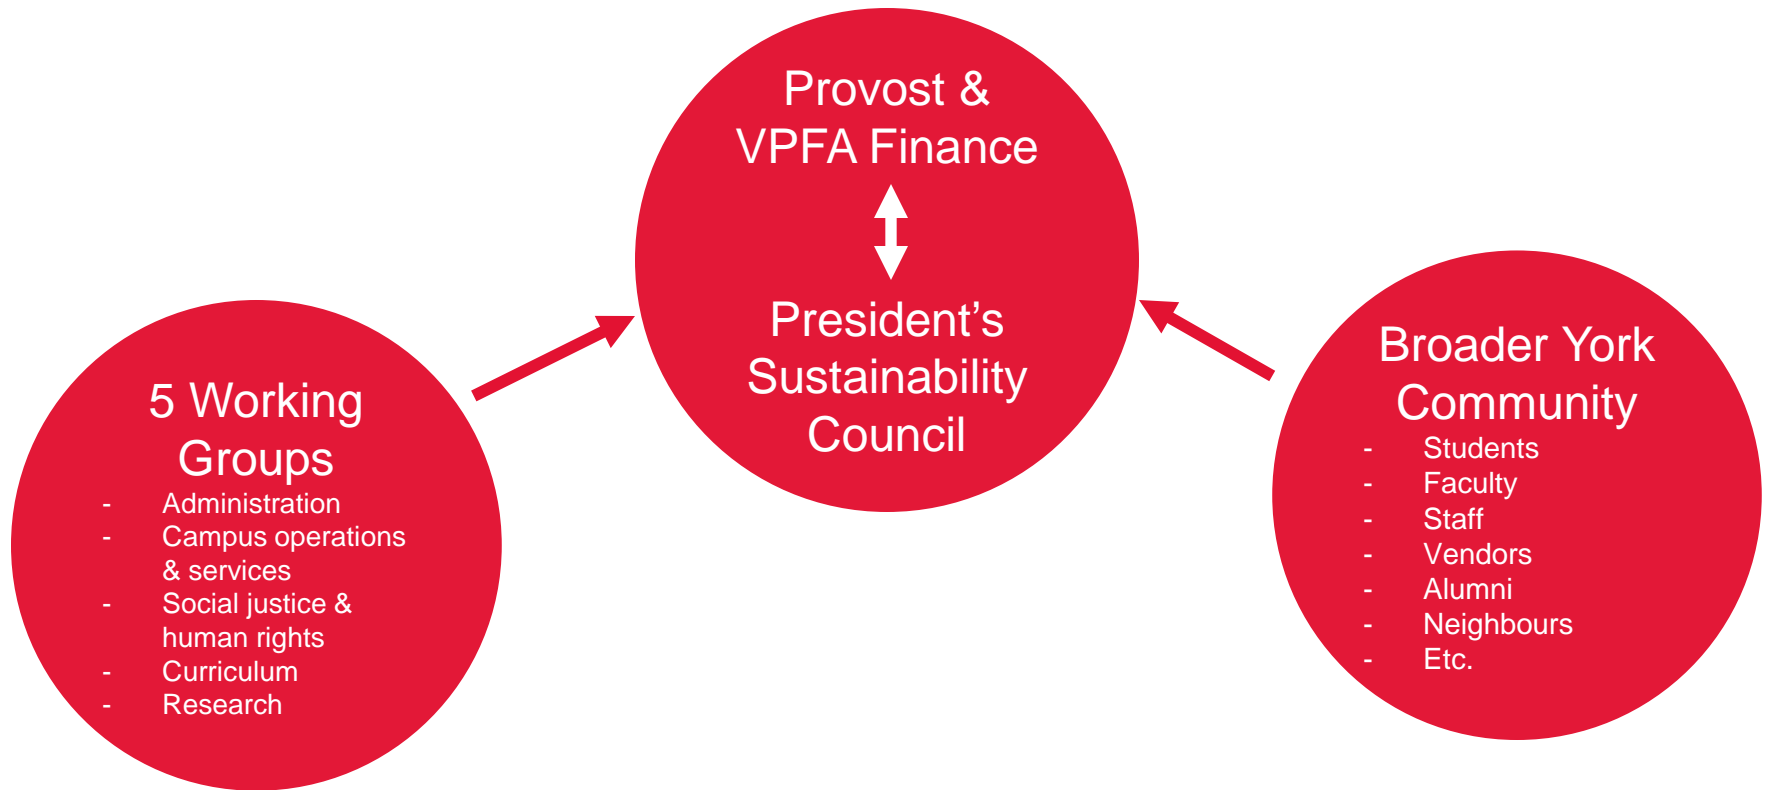 Provost &
VPFA Finance
President’s
Sustainability
Council
5 Working
Groups
- Administration
- Campus operations
& services
- Social justice &
human rights
- Curriculum
- Research
Broader York
Community
- Students
- Faculty
- Staff
- Vendors
- Alumni
- Neighbours
- Etc.